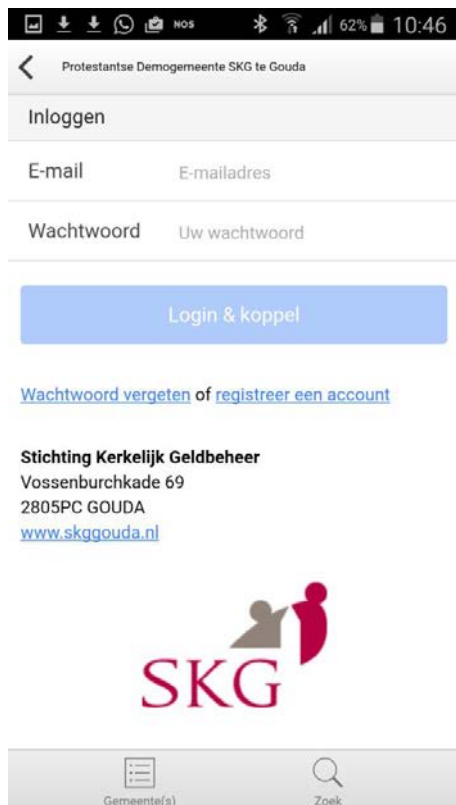 NOS 62% 10:46
Protestantse Demogemeente SKG te Gouda
Inloggen
E-mail E-mailadres
Wachtwoord Uw wachtwoord
Login & koppel
Wachtwoord vergeten of registreer een account
Stichting Kerkelijk Geldbeheer
Vossenburchkade 69
2805PC GOUDA
www.skggouda.nl
SKG
Gemeente(s) Zoek